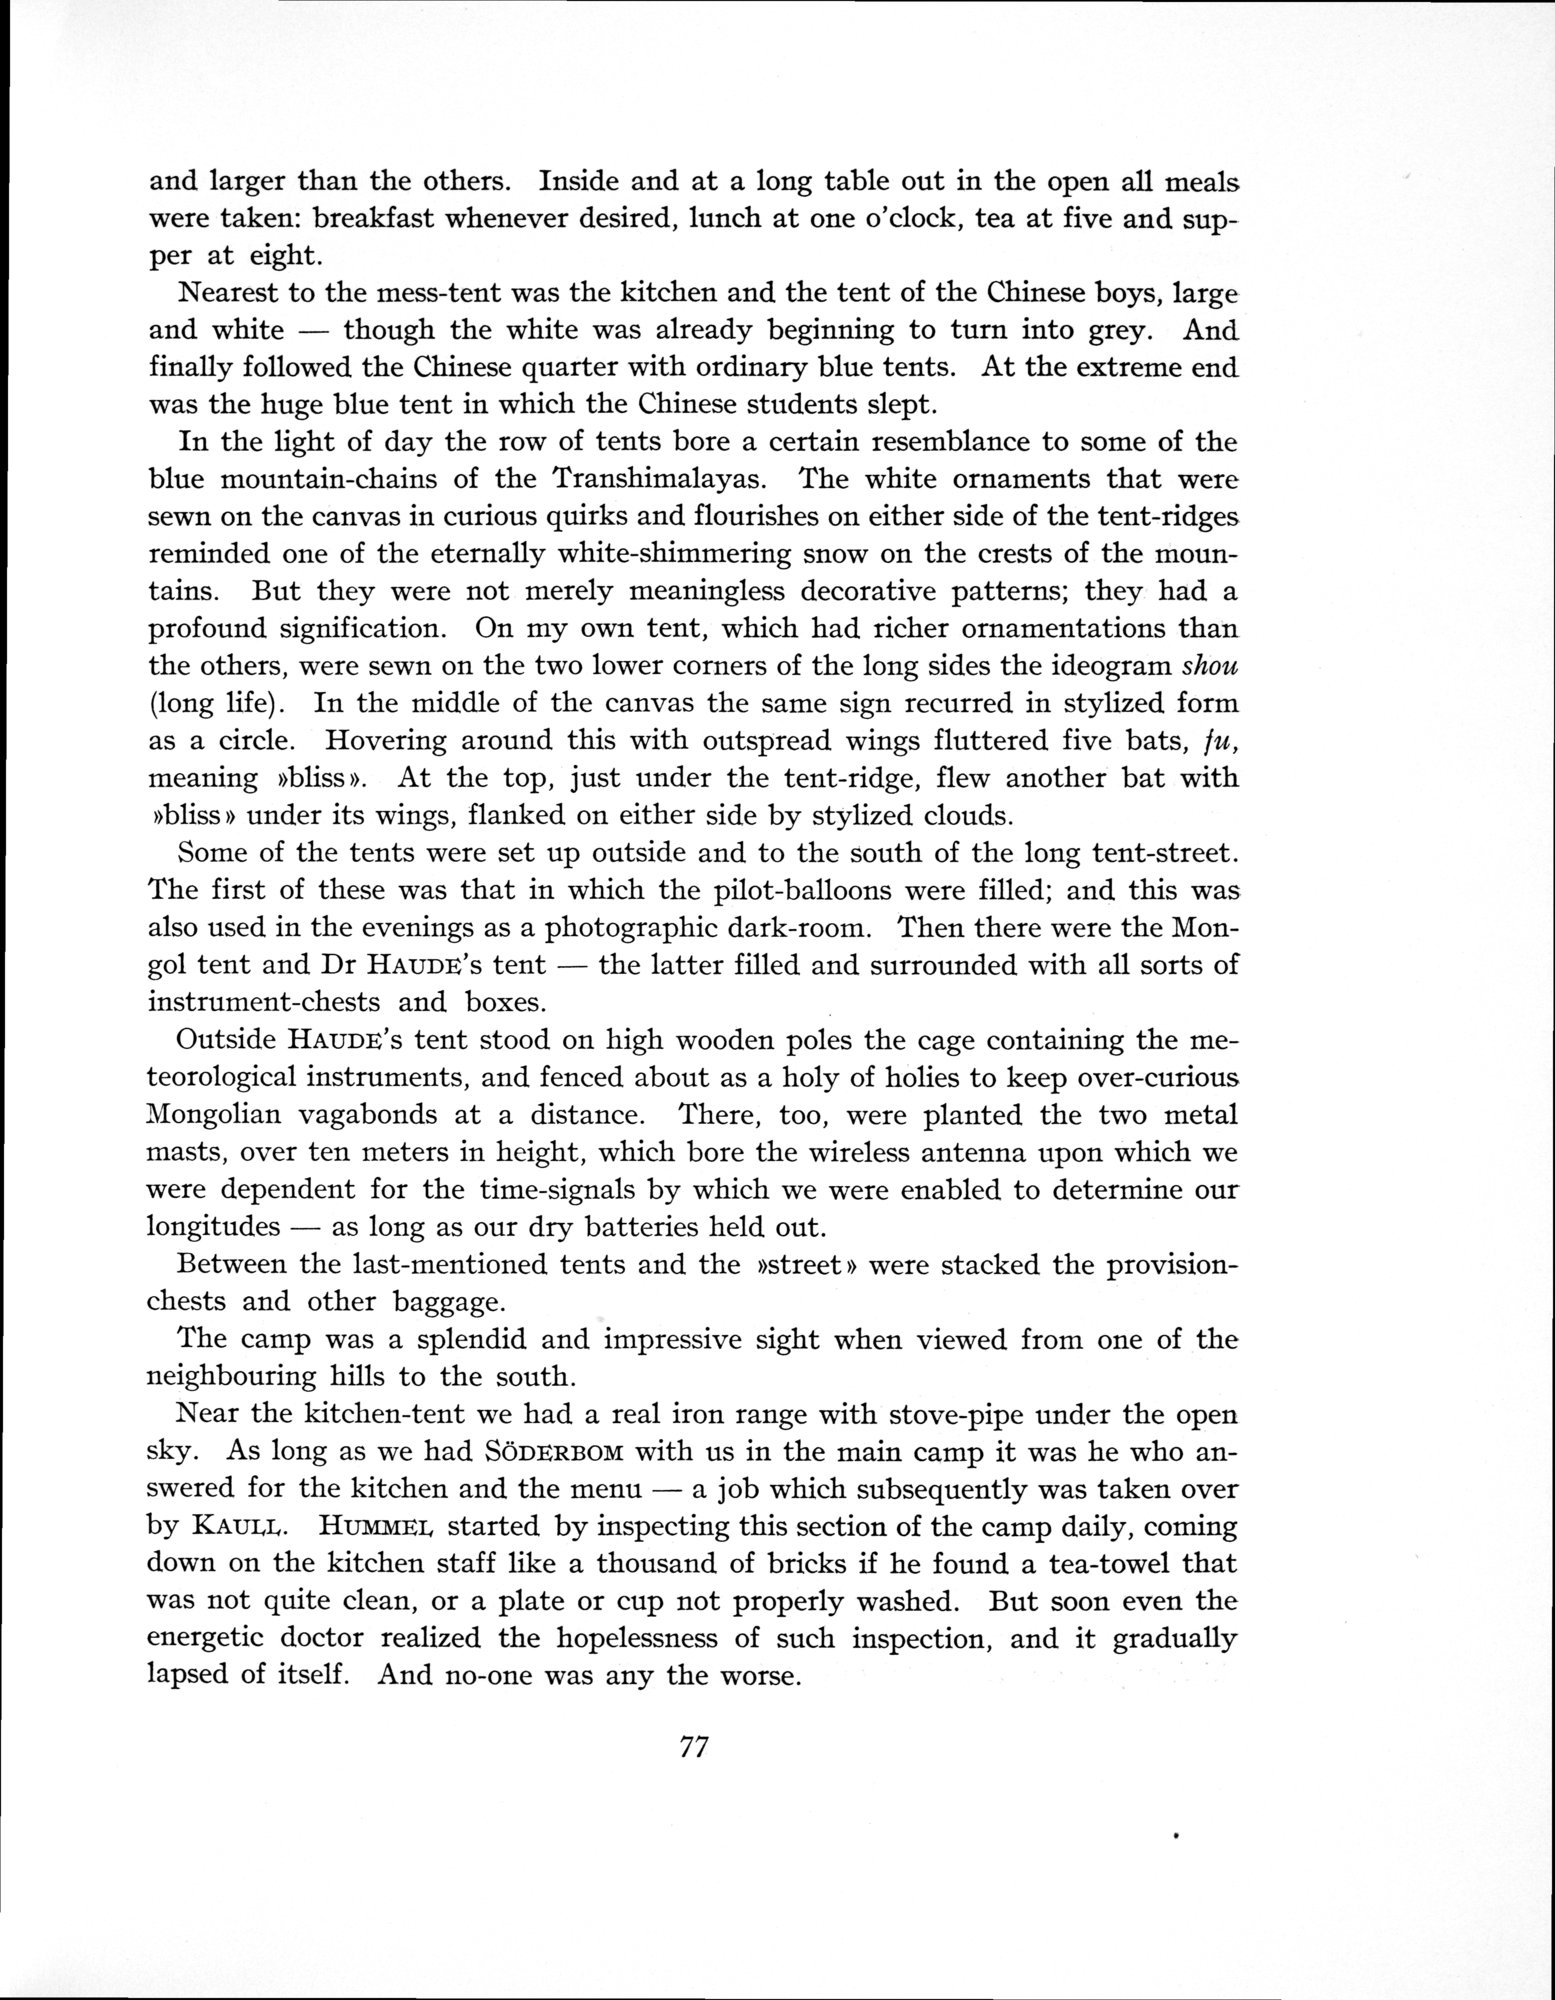 and larger than the others. Inside and at a long table out in the open all meals
were taken: breakfast whenever desired, lunch at one o'clock, tea at five and sup-
per at eight.
Nearest to the mess-tent was the kitchen and the tent of the Chinese boys, large
and white — though the white was already beginning to turn into grey. And
finally followed the Chinese quarter with ordinary blue tents. At the extreme end
was the huge blue tent in which the Chinese students slept.
In the light of day the row of tents bore a certain resemblance to some of the
blue mountain-chains of the Transhimalayas. The white ornaments that were
sewn on the canvas in curious quirks and flourishes on either side of the tent-ridges
reminded one of the eternally white-shimmering snow on the crests of the moun-
tains. But they were not merely meaningless decorative patterns; they had a
profound signification. On my own tent, which had richer ornamentations than
the others, were sewn on the two lower corners of the long sides the ideogram shou
(long life). In the middle of the canvas the same sign recurred in stylized form
as a circle. Hovering around this with outspread wings fluttered five bats, fu,
meaning »bliss». At the top, just under the tent-ridge, flew another bat with
»bliss» under its wings, flanked on either side by stylized clouds.
Some of the tents were set up outside and to the south of the long tent-street.
The first of these was that in which the pilot-balloons were filled; and this was
also used in the evenings as a photographic dark-room. Then there were the Mon-
gol tent and Dr HAUDE's tent — the latter filled and surrounded with all sorts of
instrument-chests and boxes.
Outside HAUDE's tent stood on high wooden poles the cage containing the me-
teorological instruments, and fenced about as a holy of holies to keep over-curious
Mongolian vagabonds at a distance. There, too, were planted the two metal
masts, over ten meters in height, which bore the wireless antenna upon which we
were dependent for the time-signals by which we were enabled to determine our
longitudes — as long as our dry batteries held out.
Between the last-mentioned tents and the »street» were stacked the provision-
chests and other baggage.
The camp was a splendid and impressive sight when viewed from one of the
neighbouring hills to the south.
Near the kitchen-tent we had a real iron range with stove-pipe under the open
sky. As long as we had SÖDERBOM with us in the main camp it was he who an-
swered for the kitchen and the menu — a job which subsequently was taken over
by KAULL. HUMMEL started by inspecting this section of the camp daily, coming
down on the kitchen staff like a thousand of bricks if he found a tea-towel that
was not quite clean, or a plate or cup not properly washed. But soon even the
energetic doctor realized the hopelessness of such inspection, and it gradually
lapsed of itself. And no-one was any the worse.
77